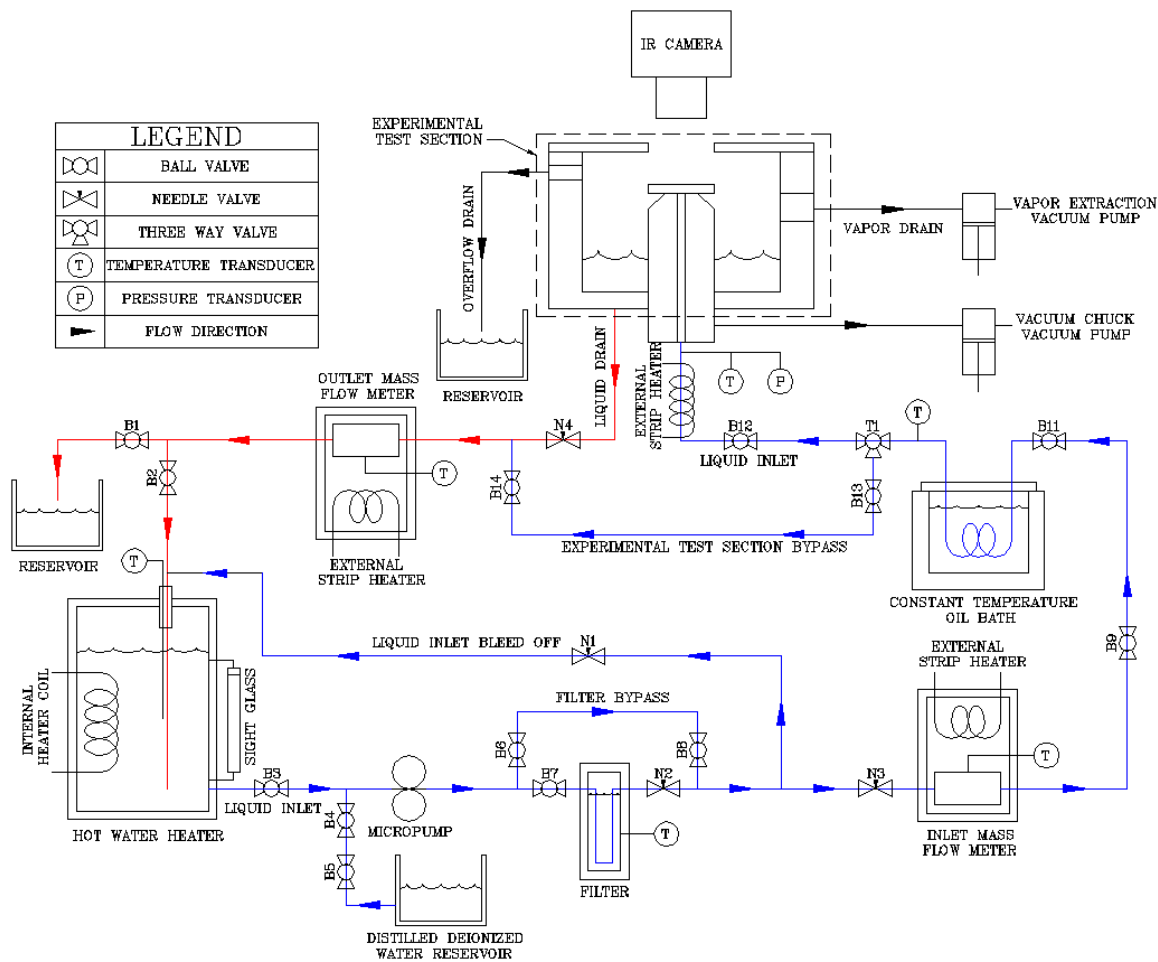 IR CAMERA
EXPERIMENTAL
TEST SECTION
LEGEND
BALL VALVE
NEEDLE VALVE
THREE WAY VALVE
T
TEMPERATURE TRANSDUCER
P
PRESSURE TRANSDUCER
FLOW DIRECTION
OVERFLOW DRAIN
VAPOR DRAIN
VAPOR EXTRACTION
VACUUM PUMP
VACUUM CHUCK
VACUUM PUMP
RESERVOIR
LIQUID DRAIN
EXTERNAL
STRIP HEATER
T
P
OUTLET MASS
FLOW METER
B1
B2
N4
B12
LIQUID INLET
T1
T
B11
T
B14
B13
EXPERIMENTAL TEST SECTION BYPASS
EXTERNAL
STRIP HEATER
RESERVOIR
T
CONSTANT TEMPERATURE
OIL BATH
LIQUID INLET BLEED OFF
N1
B9
EXTERNAL
STRIP HEATER
INTERNAL
HEATER COIL
SIGHT GLASS
FILTER BYPASS
B6
B8
T
B3
LIQUID INLET
B7
N2
N3
HOT WATER HEATER
B4
MICROPUMP
T
INLET MASS
FLOW METER
B5
FILTER
DISTILLED DEIONIZED
WATER RESERVOIR